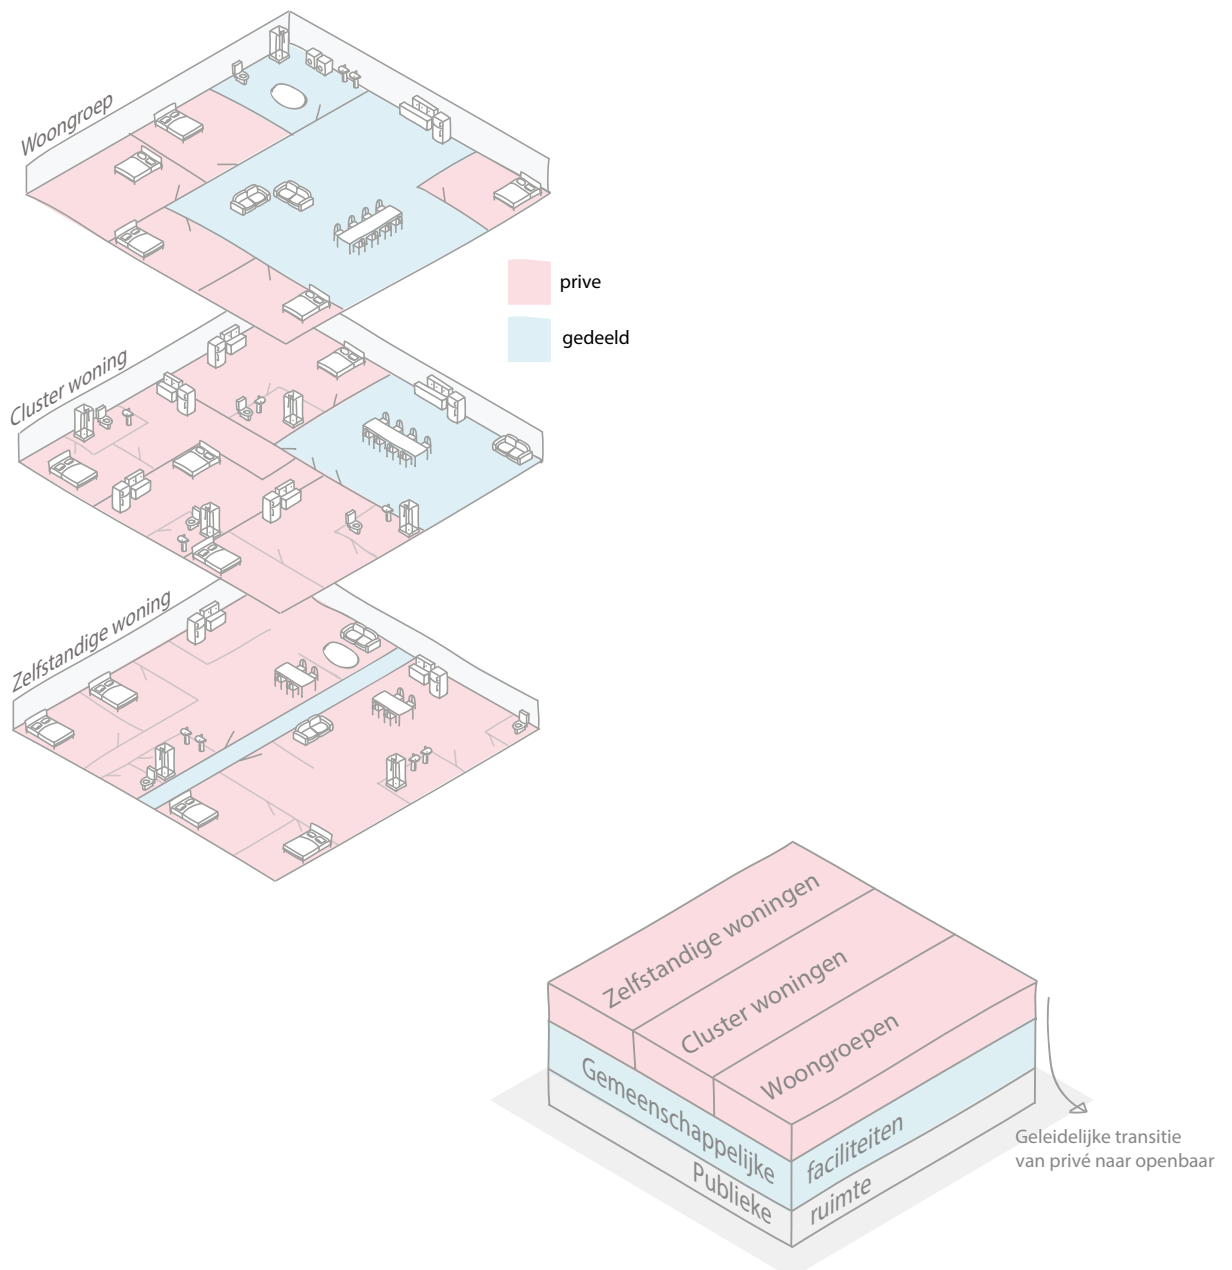 Woongroep
prive
gedeeld
Cluster woning
Zelfstandige woning
Zelfstandige woningen
Cluster woningen
Woongroepen
Gemeenschappelijke faciliteiten
Publieke ruimte
Geleidelijke transitie
van privé naar openbaar